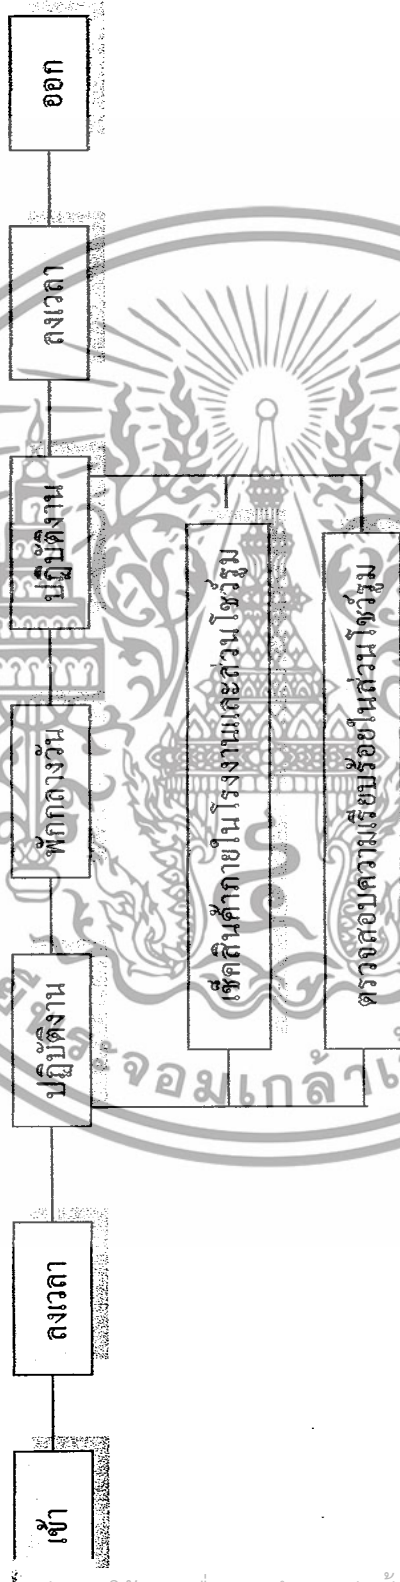 เข้า
ลงเวลา
ปฏิบัติงาน
พักกลางวัน
ปฏิบัติงาน
ลงเวลา
ออก
เช็คสินค้าภายในโรงงานและส่วนโชว์รูม
ตรวจสอบความเรียบร้อยในส่วนโชว์รูม